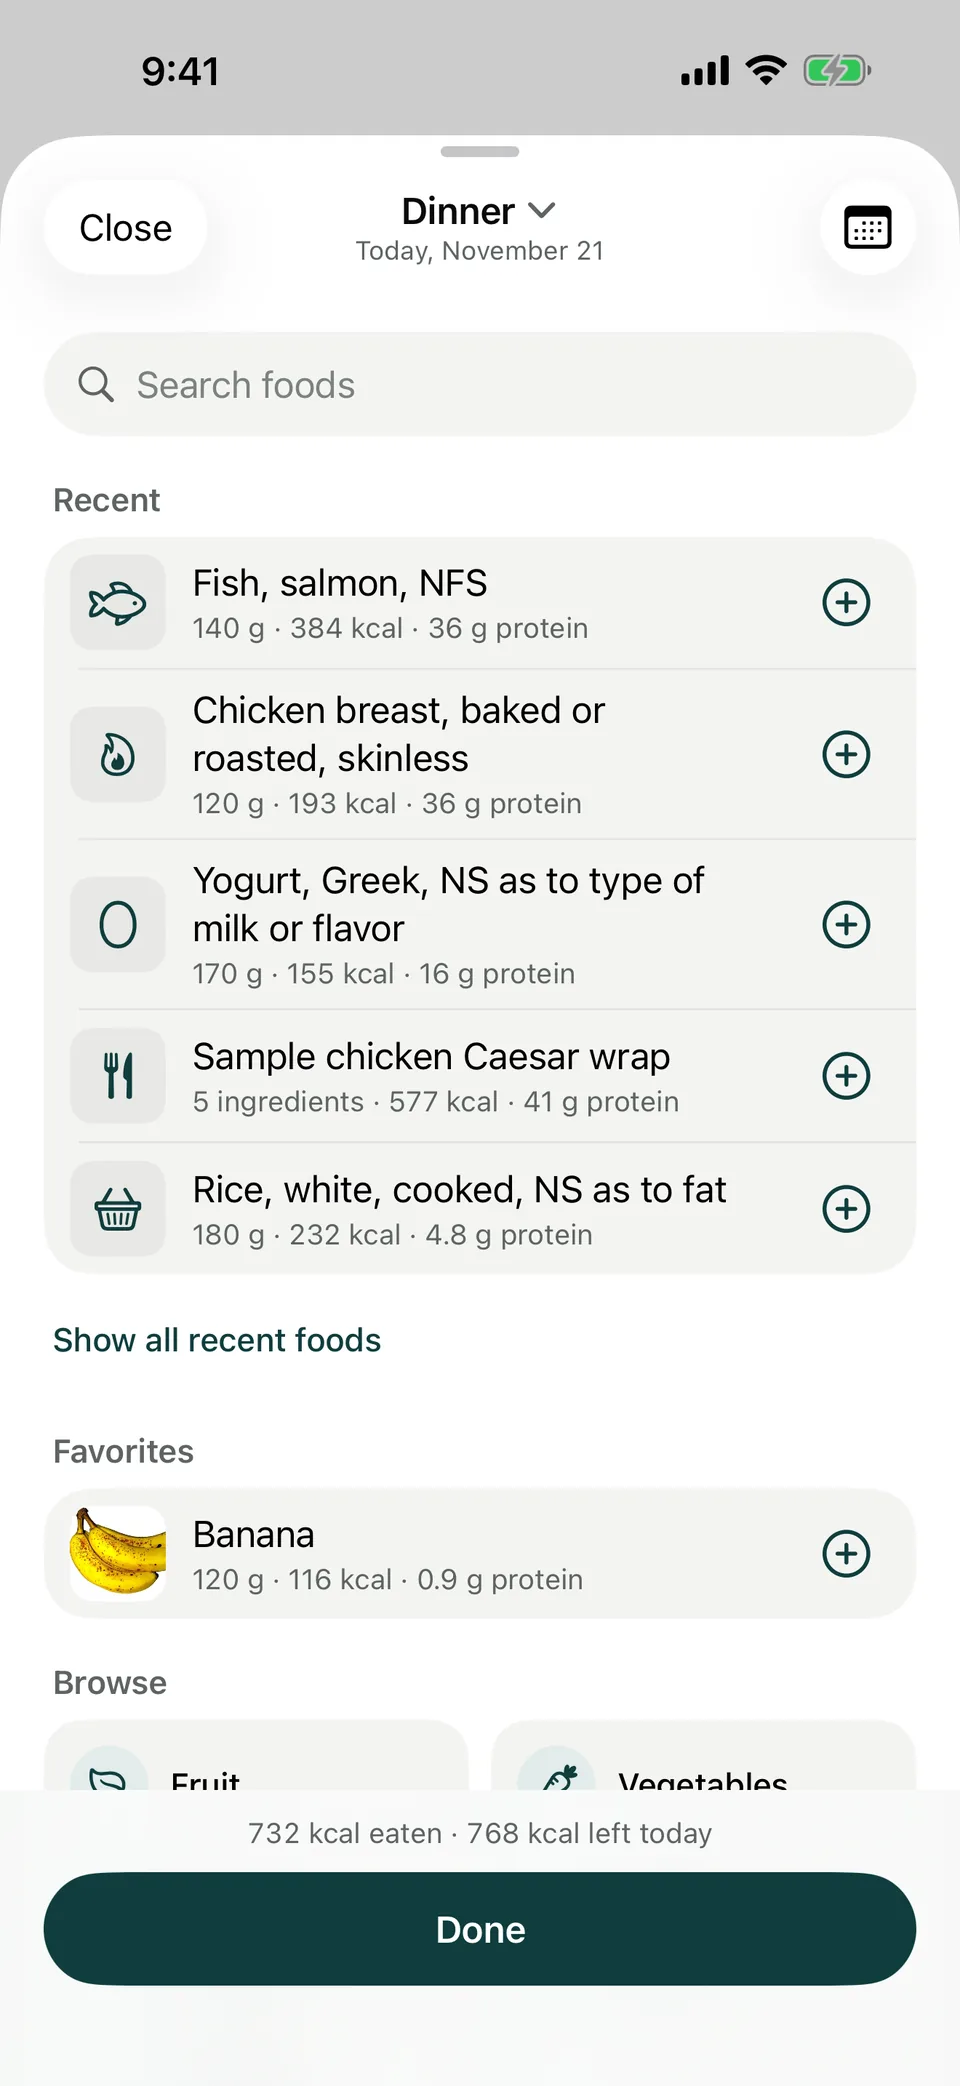 9:41
Close
Dinner
Today, November 21
Search foods
Recent
Fish, salmon, NFS
140 g · 384 kcal · 36 g protein
Chicken breast, baked or
roasted, skinless
120 g · 193 kcal · 36 g protein
Yogurt, Greek, NS as to type of
milk or flavor
170 g · 155 kcal · 16 g protein
Sample chicken Caesar wrap
5 ingredients · 577 kcal · 41 g protein
Rice, white, cooked, NS as to fat
180 g · 232 kcal · 4.8 g protein
Show all recent foods
Favorites
Banana
120 g · 116 kcal · 0.9 g protein
Browse
Fruit
Vegetables
732 kcal eaten · 768 kcal left today
Done